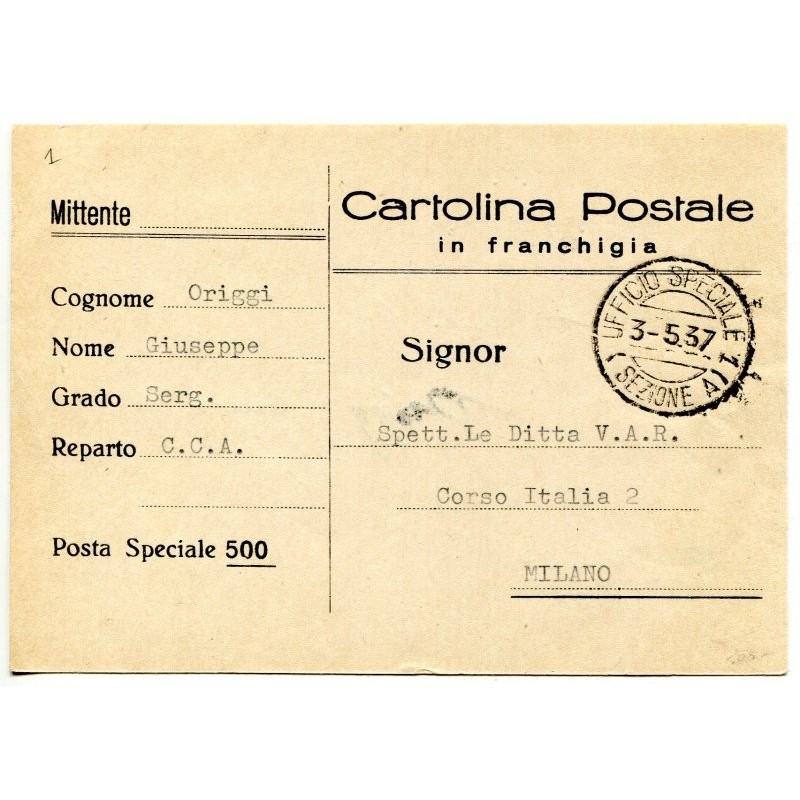 1
Mittente
Cognome Origgi
Nome Giuseppe
Grado Serg.
Reparto C.C.A.
Posta Speciale 500
Cartolina Postale
in franchigia
UFFICIO SPECIALE 1
3-5.37
(SEZIONE A)
Signor
Spett.Le Ditta V.A.R.
Corso Italia 2
MILANO